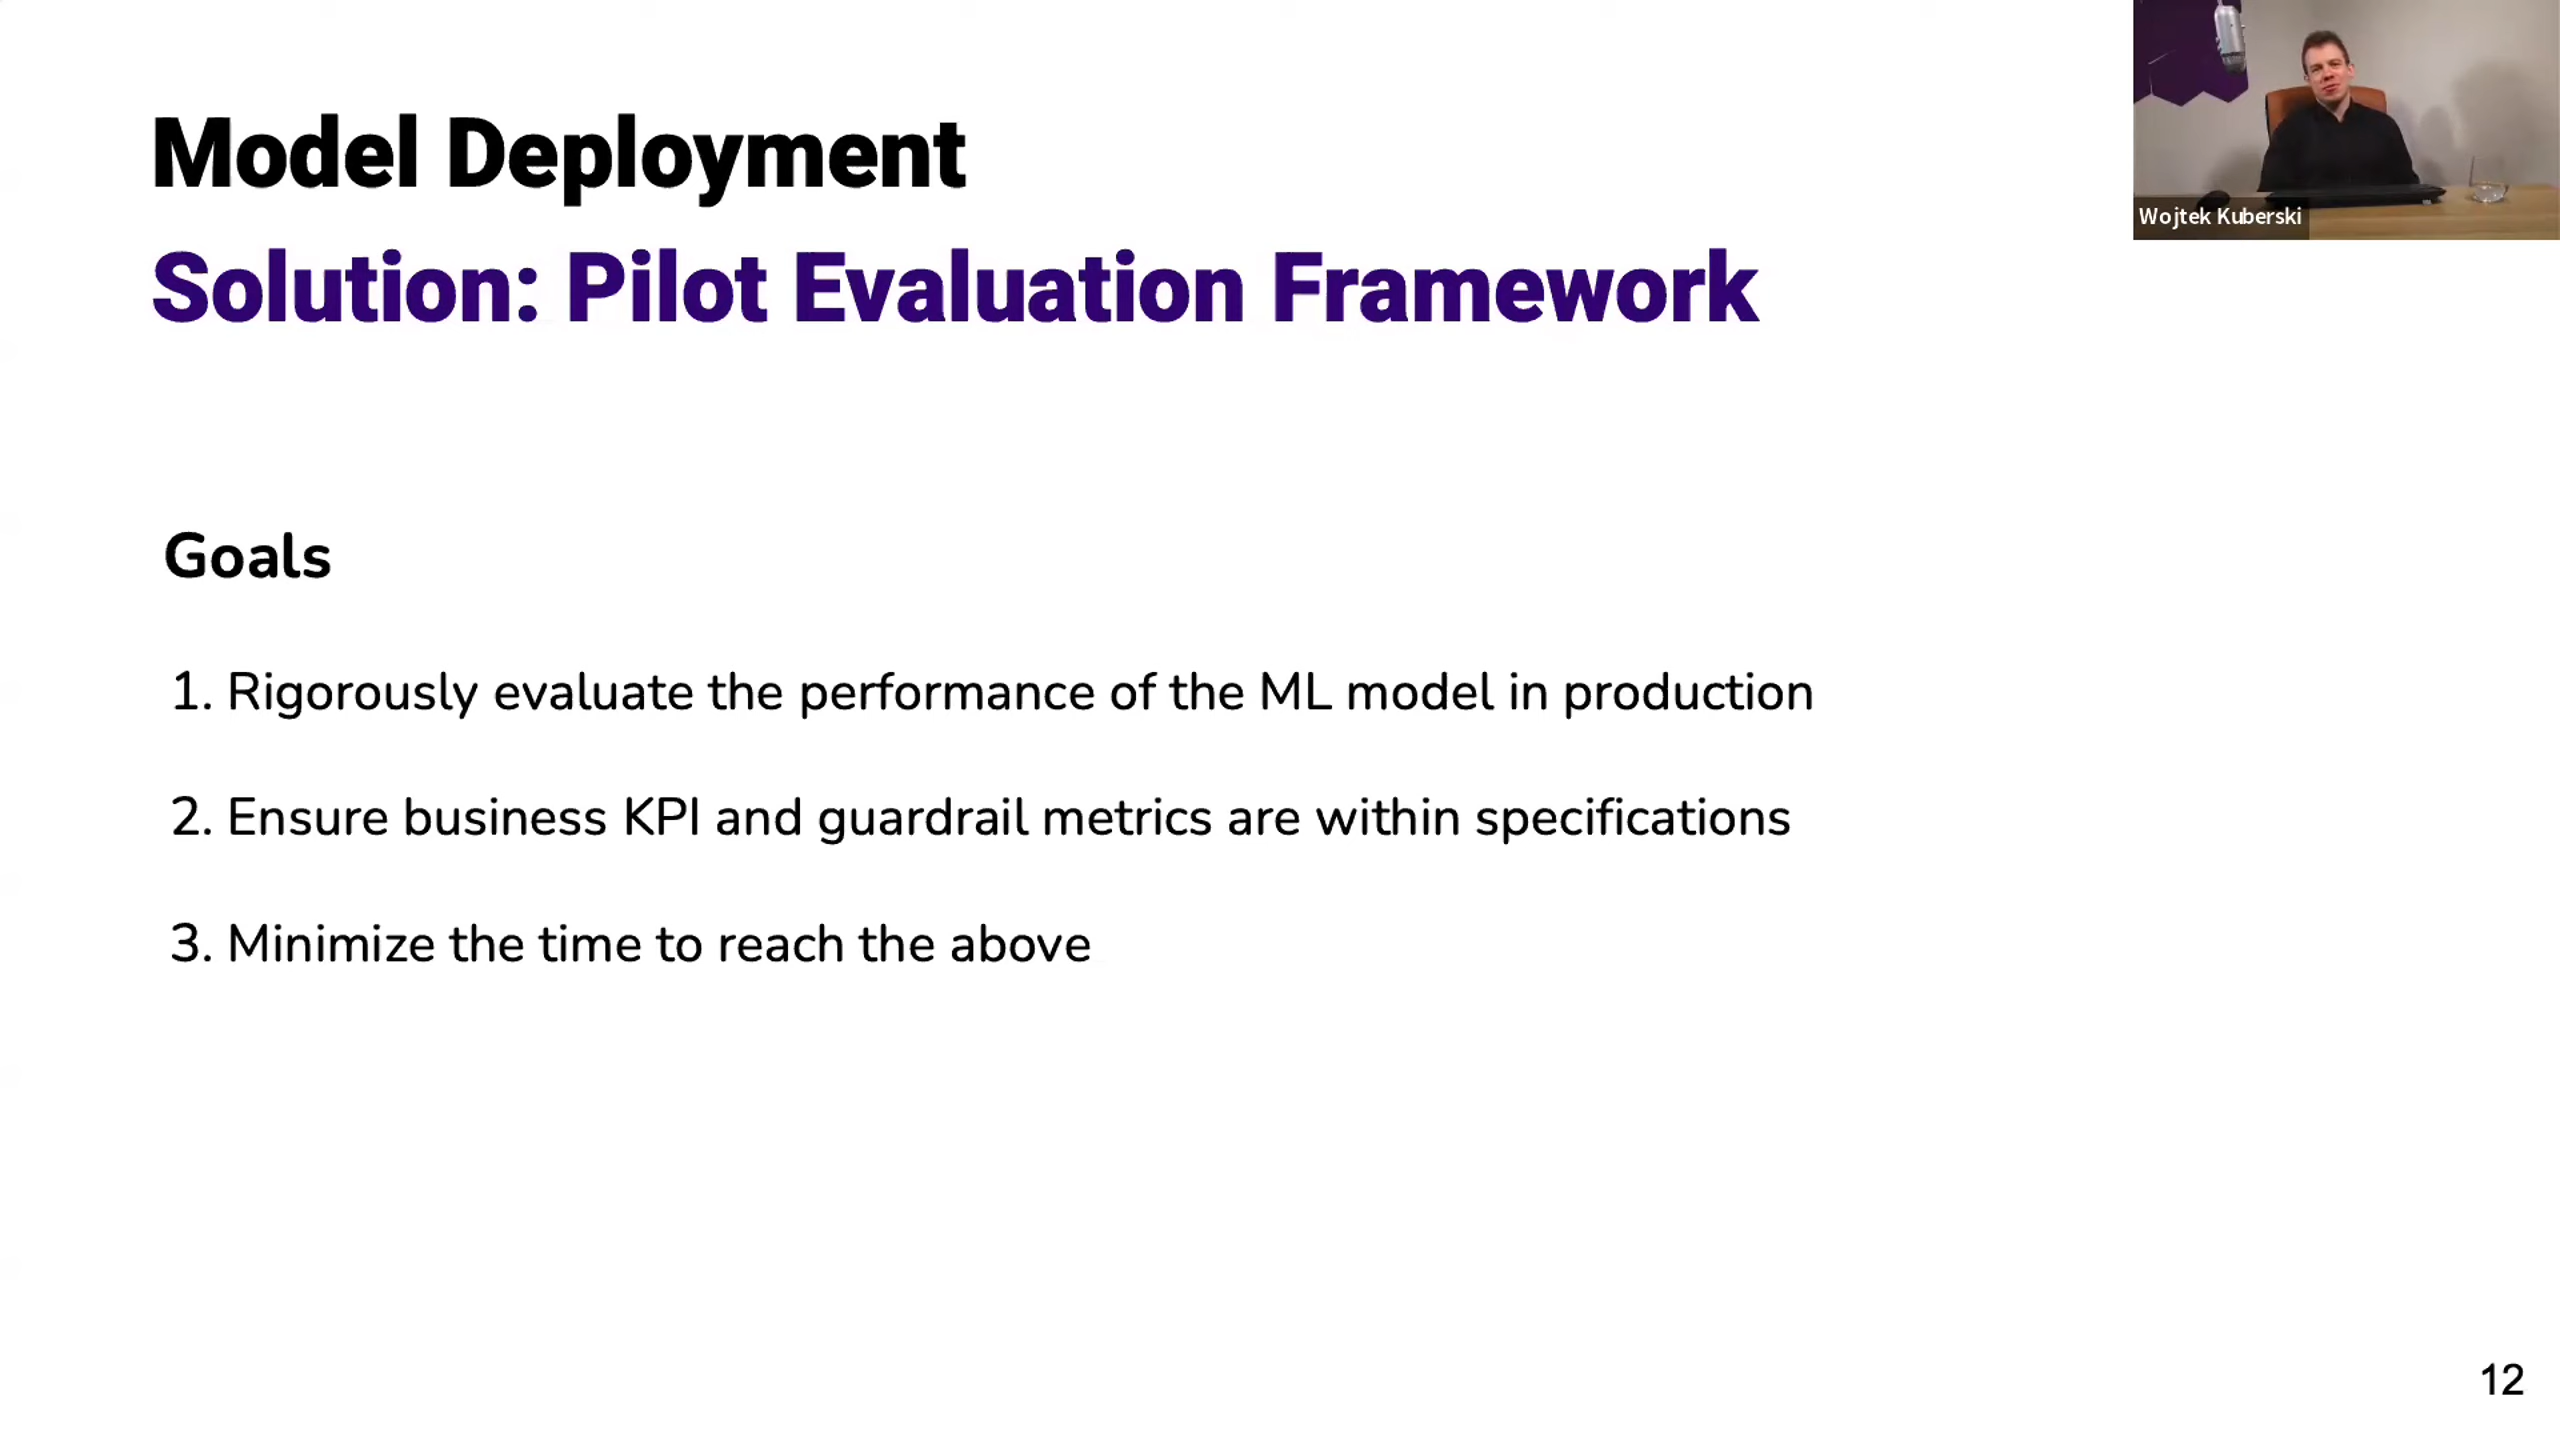 Model Deployment
Solution: Pilot Evaluation Framework
Wojtek Kuberski
Goals
1. Rigorously evaluate the performance of the ML model in production
2. Ensure business KPI and guardrail metrics are within specifications
3. Minimize the time to reach the above
12